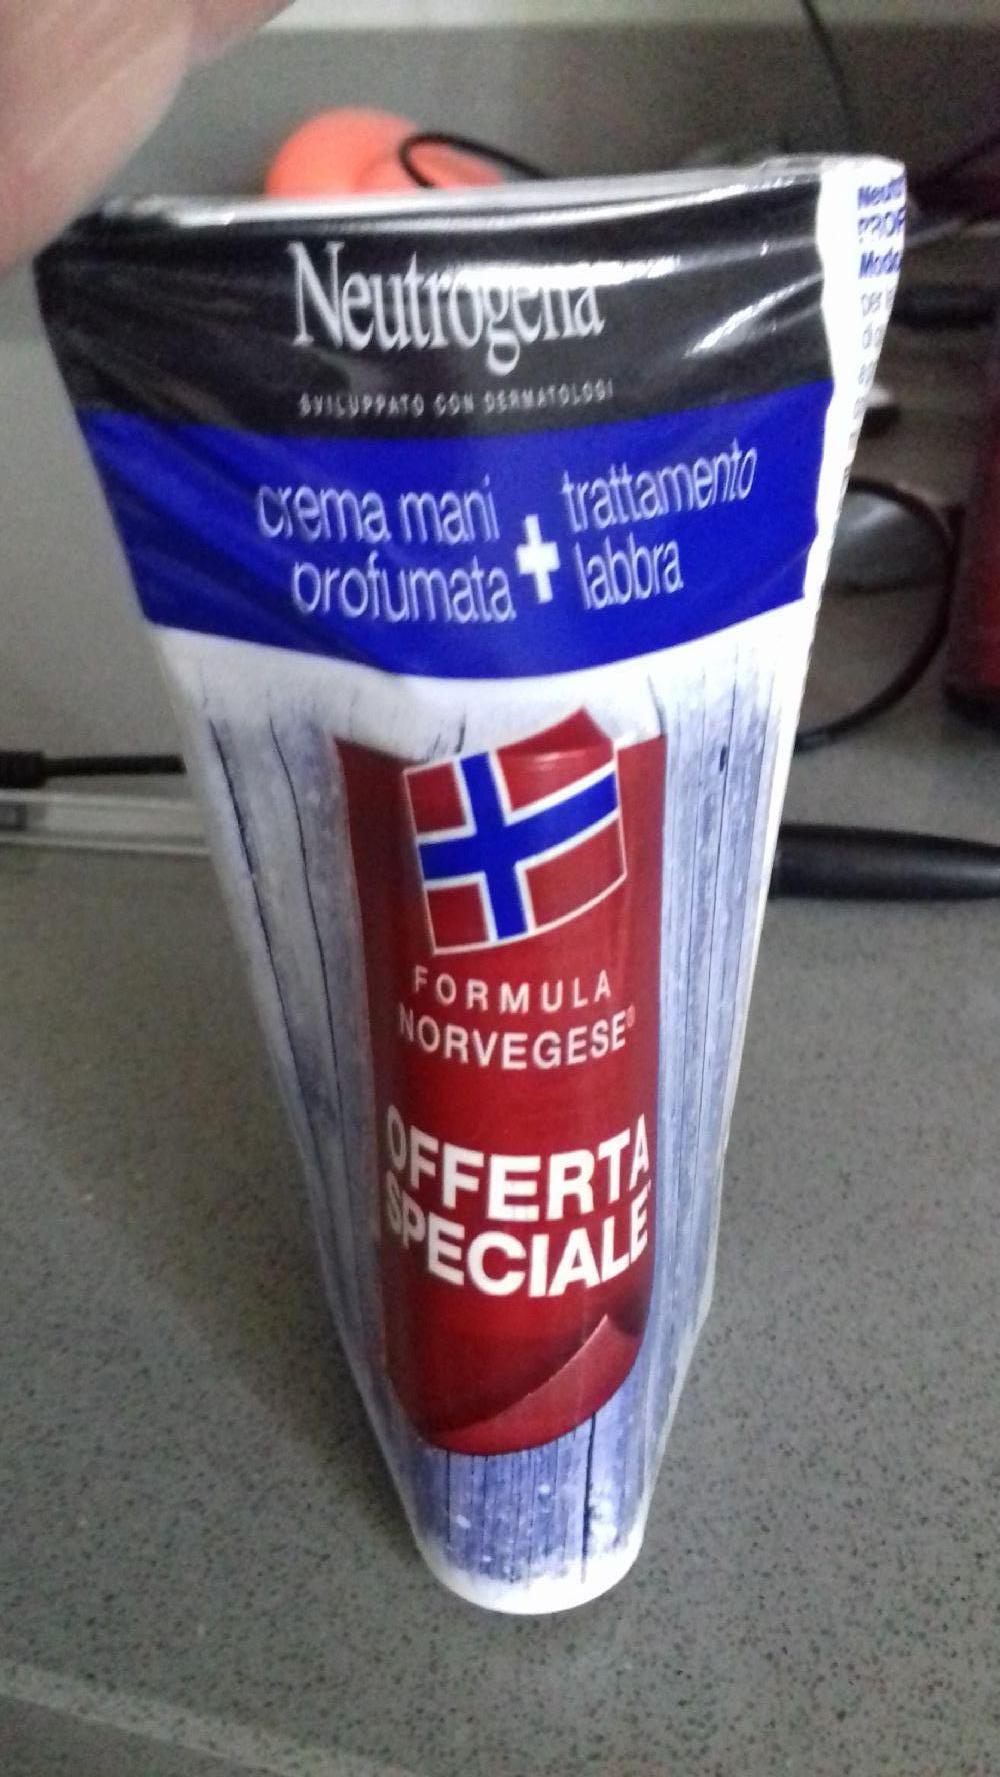 Neutrogena
SVILUPPATO CON DERMATOLOGI
crema mani
profumata
+
trattamento
labbra
FORMULA
NORVEGESE®
OFFERTA
SPECIALE